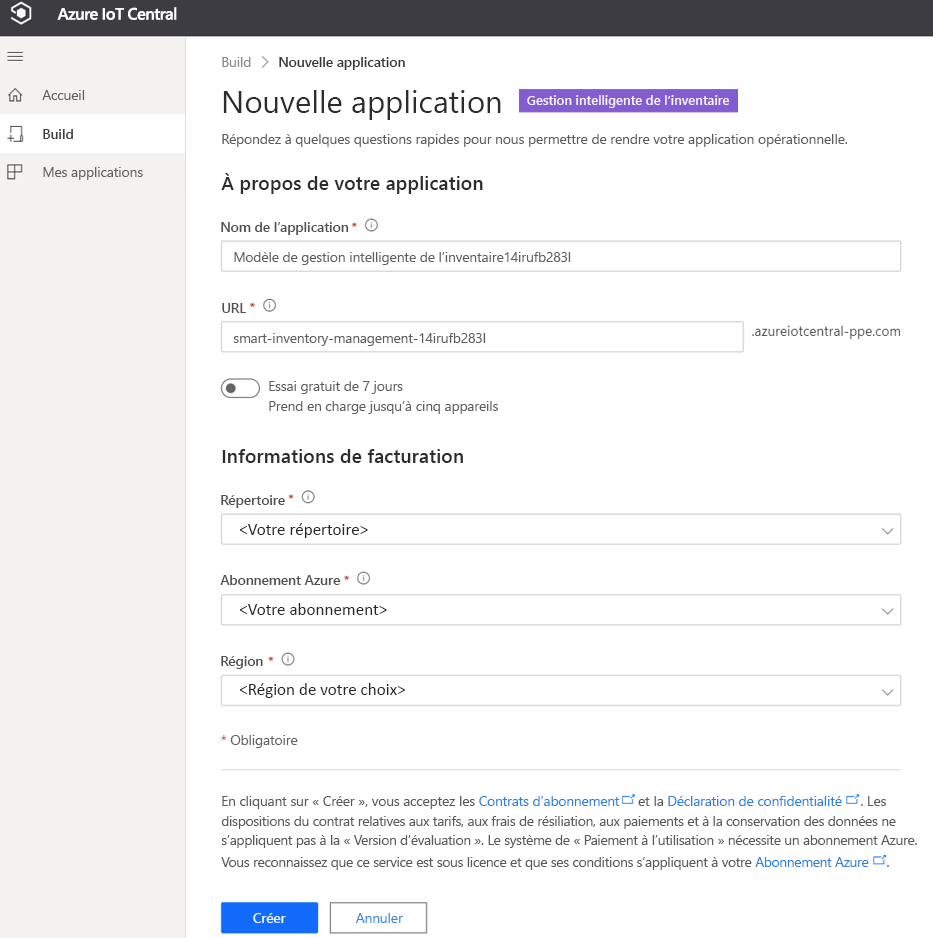 Azure IoT Central
Accueil
Build
Mes applications
Build > Nouvelle application
Nouvelle application Gestion intelligente de l’inventaire
Répondez à quelques questions rapides pour nous permettre de rendre votre application opérationnelle.
À propos de votre application
Nom de l’application *
Modèle de gestion intelligente de l’inventaire14irufb283l
URL *
smart-inventory-management-14irufb283l .azureiotcentral-ppe.com
Essai gratuit de 7 jours
Prend en charge jusqu’à cinq appareils
Informations de facturation
Répertoire *
<Votre répertoire>
Abonnement Azure *
<Votre abonnement>
Région *
<Région de votre choix>
* Obligatoire
En cliquant sur « Créer », vous acceptez les Contrats d’abonnement et la Déclaration de confidentialité . Les
dispositions du contrat relatives aux tarifs, aux frais de résiliation, aux paiements et à la conservation des données ne
s’appliquent pas à la « Version d’évaluation ». Le système de « Paiement à l’utilisation » nécessite un abonnement Azure.
Vous reconnaissez que ce service est sous licence et que ses conditions s’appliquent à votre Abonnement Azure .
Créer Annuler